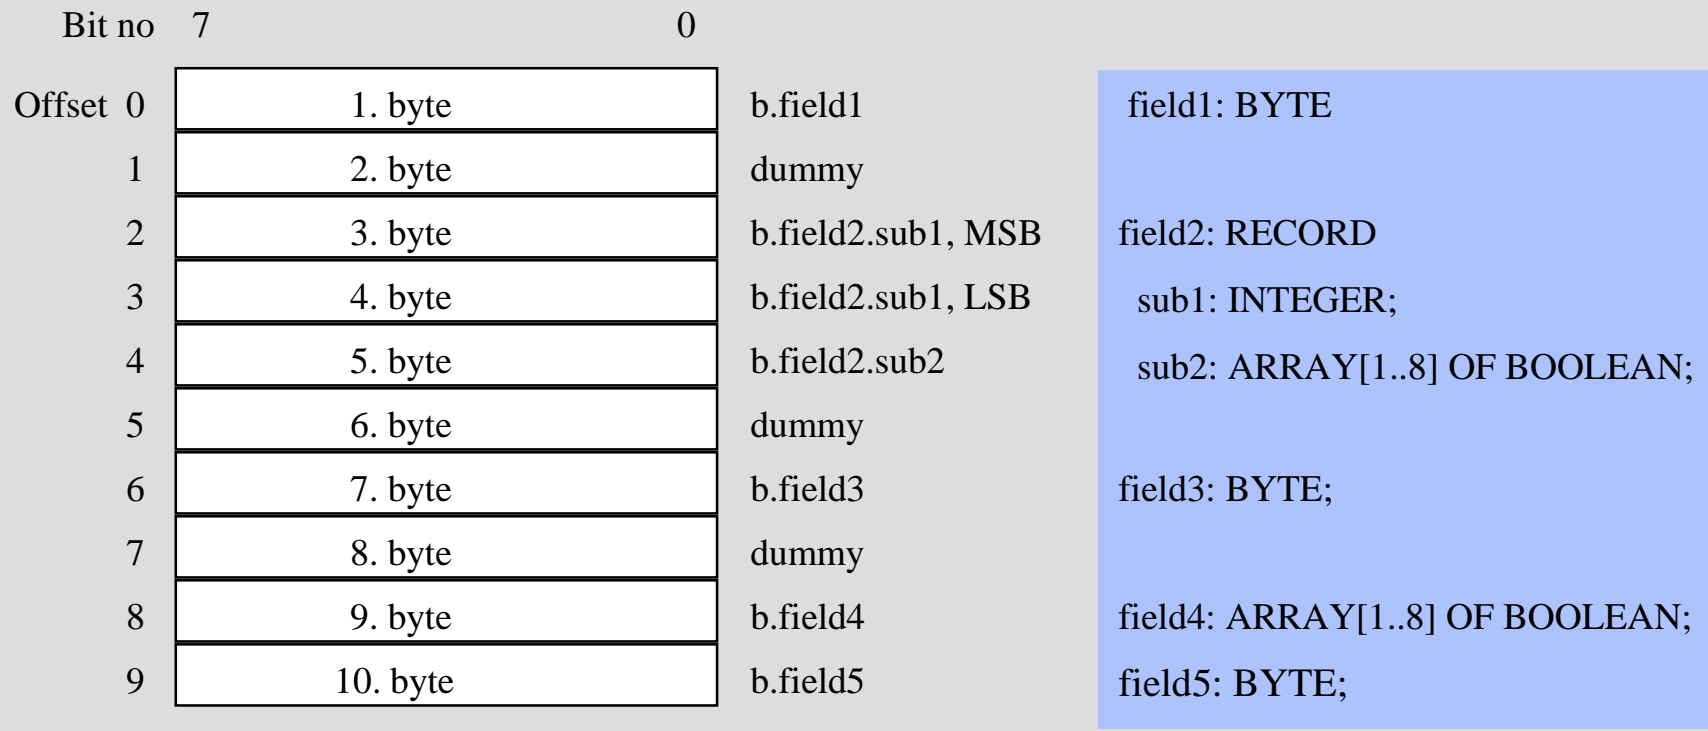 Bit no 7 0
Offset 0 1. byte b.field1 field1: BYTE
1 2. byte dummy
2 3. byte b.field2.sub1, MSB field2: RECORD
3 4. byte b.field2.sub1, LSB sub1: INTEGER;
4 5. byte b.field2.sub2 sub2: ARRAY[1..8] OF BOOLEAN;
5 6. byte dummy
6 7. byte b.field3 field3: BYTE;
7 8. byte dummy
8 9. byte b.field4 field4: ARRAY[1..8] OF BOOLEAN;
9 10. byte b.field5 field5: BYTE;